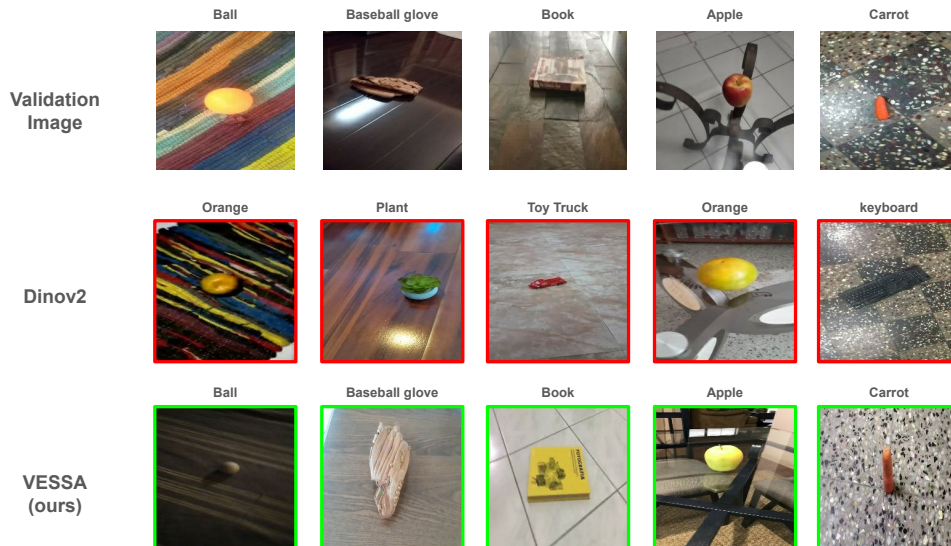 Ball Baseball glove Book Apple Carrot
Validation
Image
Orange Plant Toy Truck Orange keyboard
Dinov2
Ball Baseball glove Book Apple Carrot
VESSA
(ours)
TOPOGRAFIA